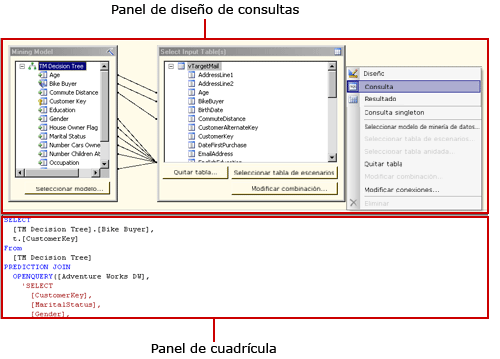 Panel de diseño de consultas
Mining Model
TM Decision Tree
Age
Bike Buyer
Commute Distance
Customer Key
Education
Gender
House Owner Flag
Marital Status
Number Cars Owned
Number Children At
Occupation
Seleccionar modelo...
Select Input Table(s)
vTargetMail
AddressLine1
AddressLine2
Age
BikeBuyer
BirthDate
CommuteDistance
CustomerAlternateKey
CustomerKey
DateFirstPurchase
EmailAddress
EnglishEducation
Quitar tabla...
Seleccionar tabla de escenarios
Modificar combinación...
Diseño
Consulta
Resultado
Consulta singleton
Seleccionar modelo de minería de datos...
Seleccionar tabla de escenarios...
Seleccionar tabla anidada...
Quitar tabla
Modificar combinación...
Modificar conexiones...
Eliminar
SELECT
[TM Decision Tree].[Bike Buyer],
t.[CustomerKey]
From
[TM Decision Tree]
PREDICTION JOIN
OPENQUERY([Adventure Works DW],
'SELECT
[CustomerKey],
[MaritalStatus],
[Gender],
Panel de cuadrícula